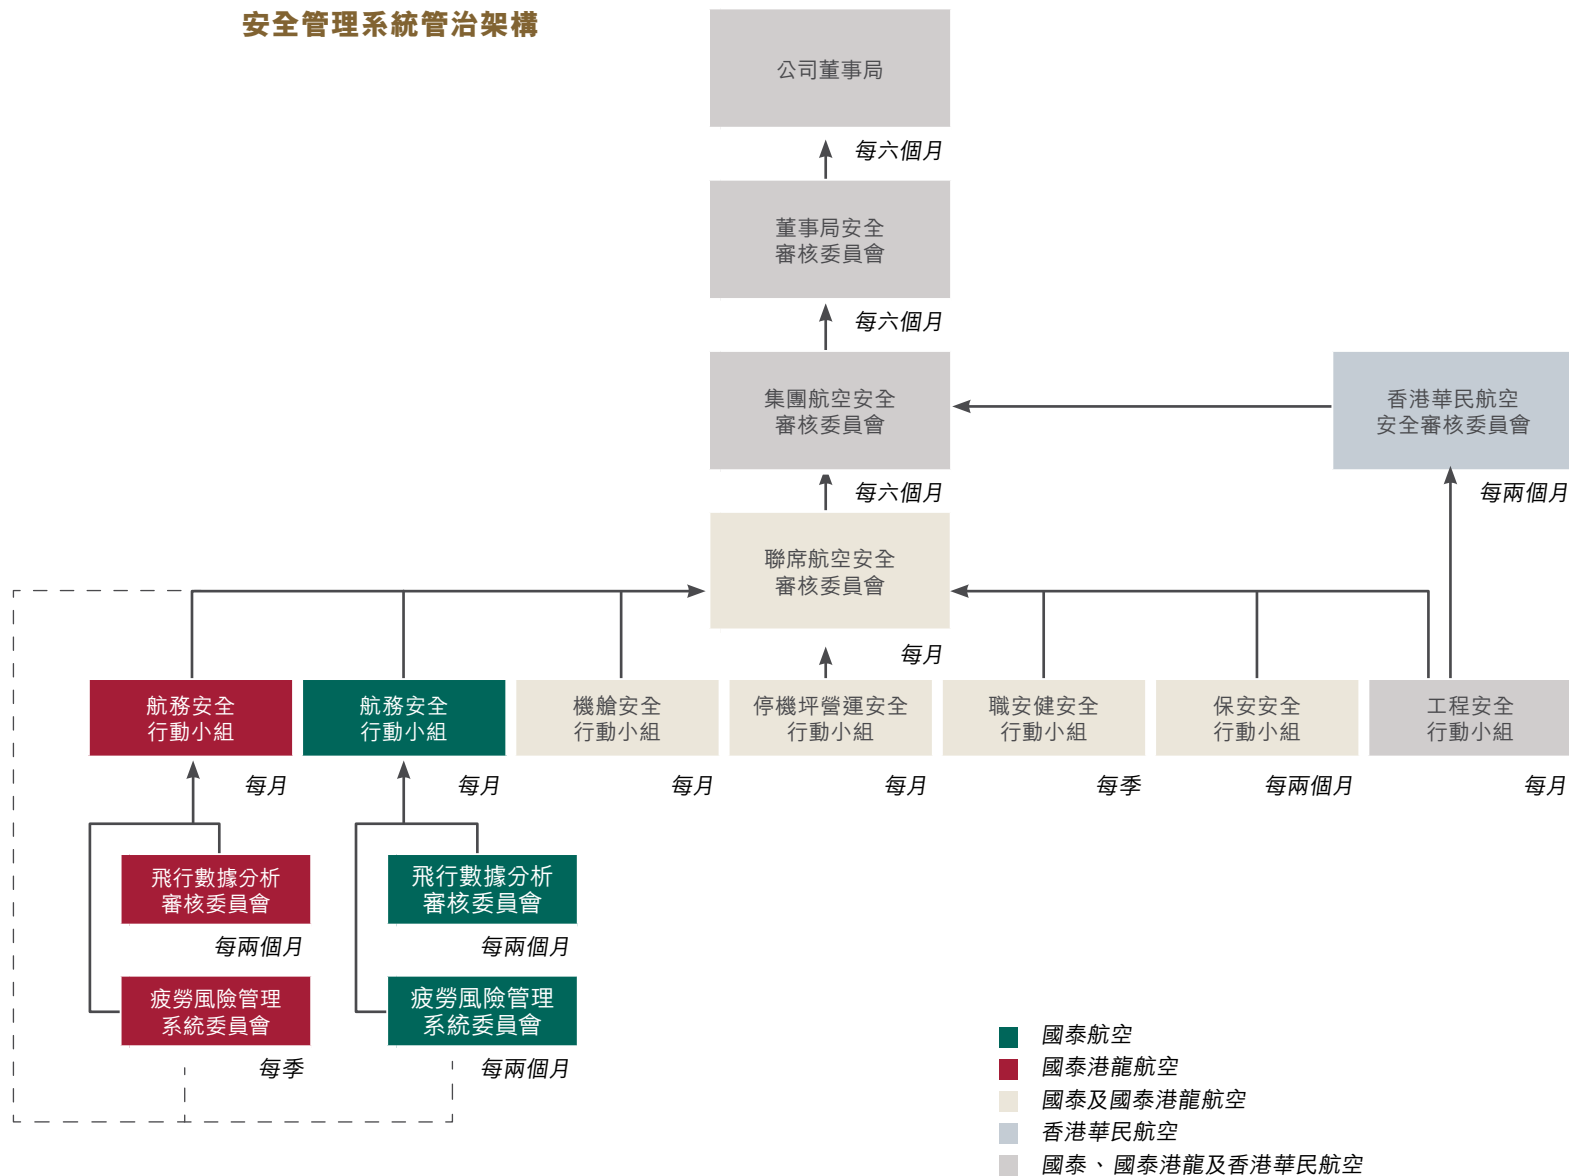 安全管理系統管治架構
公司董事局
每六個月
董事局安全
審核委員會
每六個月
集團航空安全
審核委員會
香港華民航空
安全審核委員會
每六個月
每兩個月
聯席航空安全
審核委員會
每月
航務安全
行動小組
每月
航務安全
行動小組
每月
機艙安全
行動小組
每月
停機坪營運安全
行動小組
每月
職安健安全
行動小組
每季
保安安全
行動小組
每兩個月
工程安全
行動小組
每月
飛行數據分析
審核委員會
每兩個月
飛行數據分析
審核委員會
每兩個月
疲勞風險管理
系統委員會
每季
疲勞風險管理
系統委員會
每兩個月
國泰航空
國泰港龍航空
國泰及國泰港龍航空
香港華民航空
國泰、國泰港龍及香港華民航空